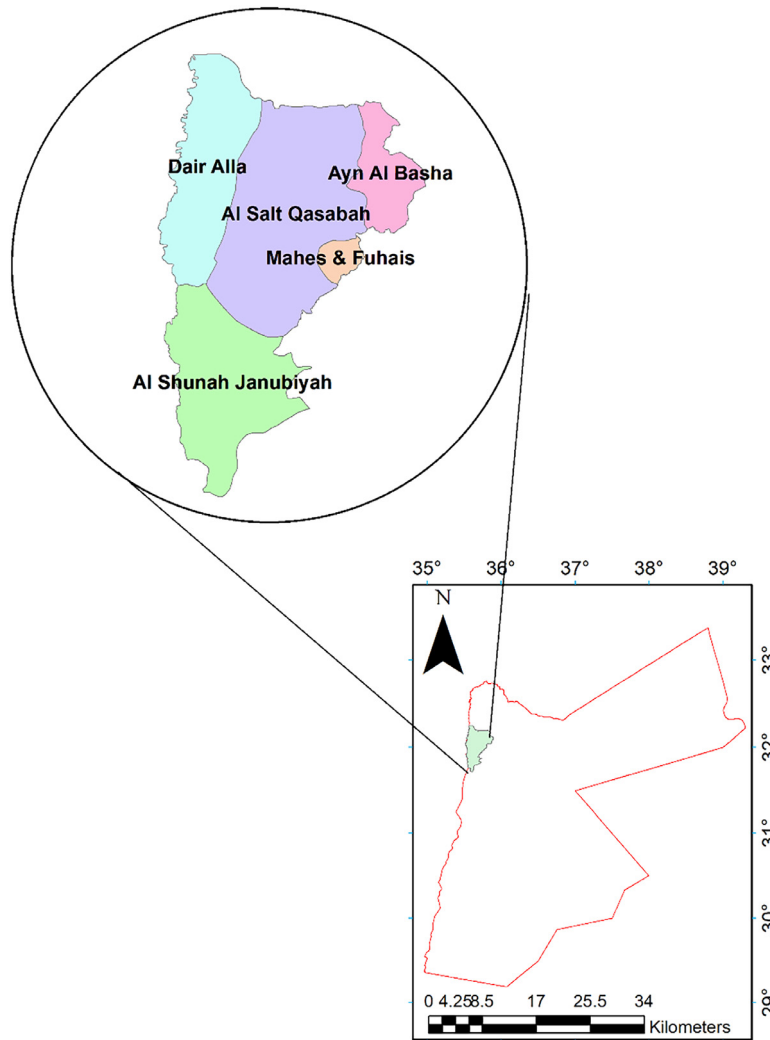 Dair Alla
Ayn Al Basha
Al Salt Qasabah
Mahes & Fuhais
Al Shunah Janubiyah
35° 36° 37° 38° 39°
N
33°
32°
31°
30°
29°
0 4.25 8.5 17 25.5 34
Kilometers